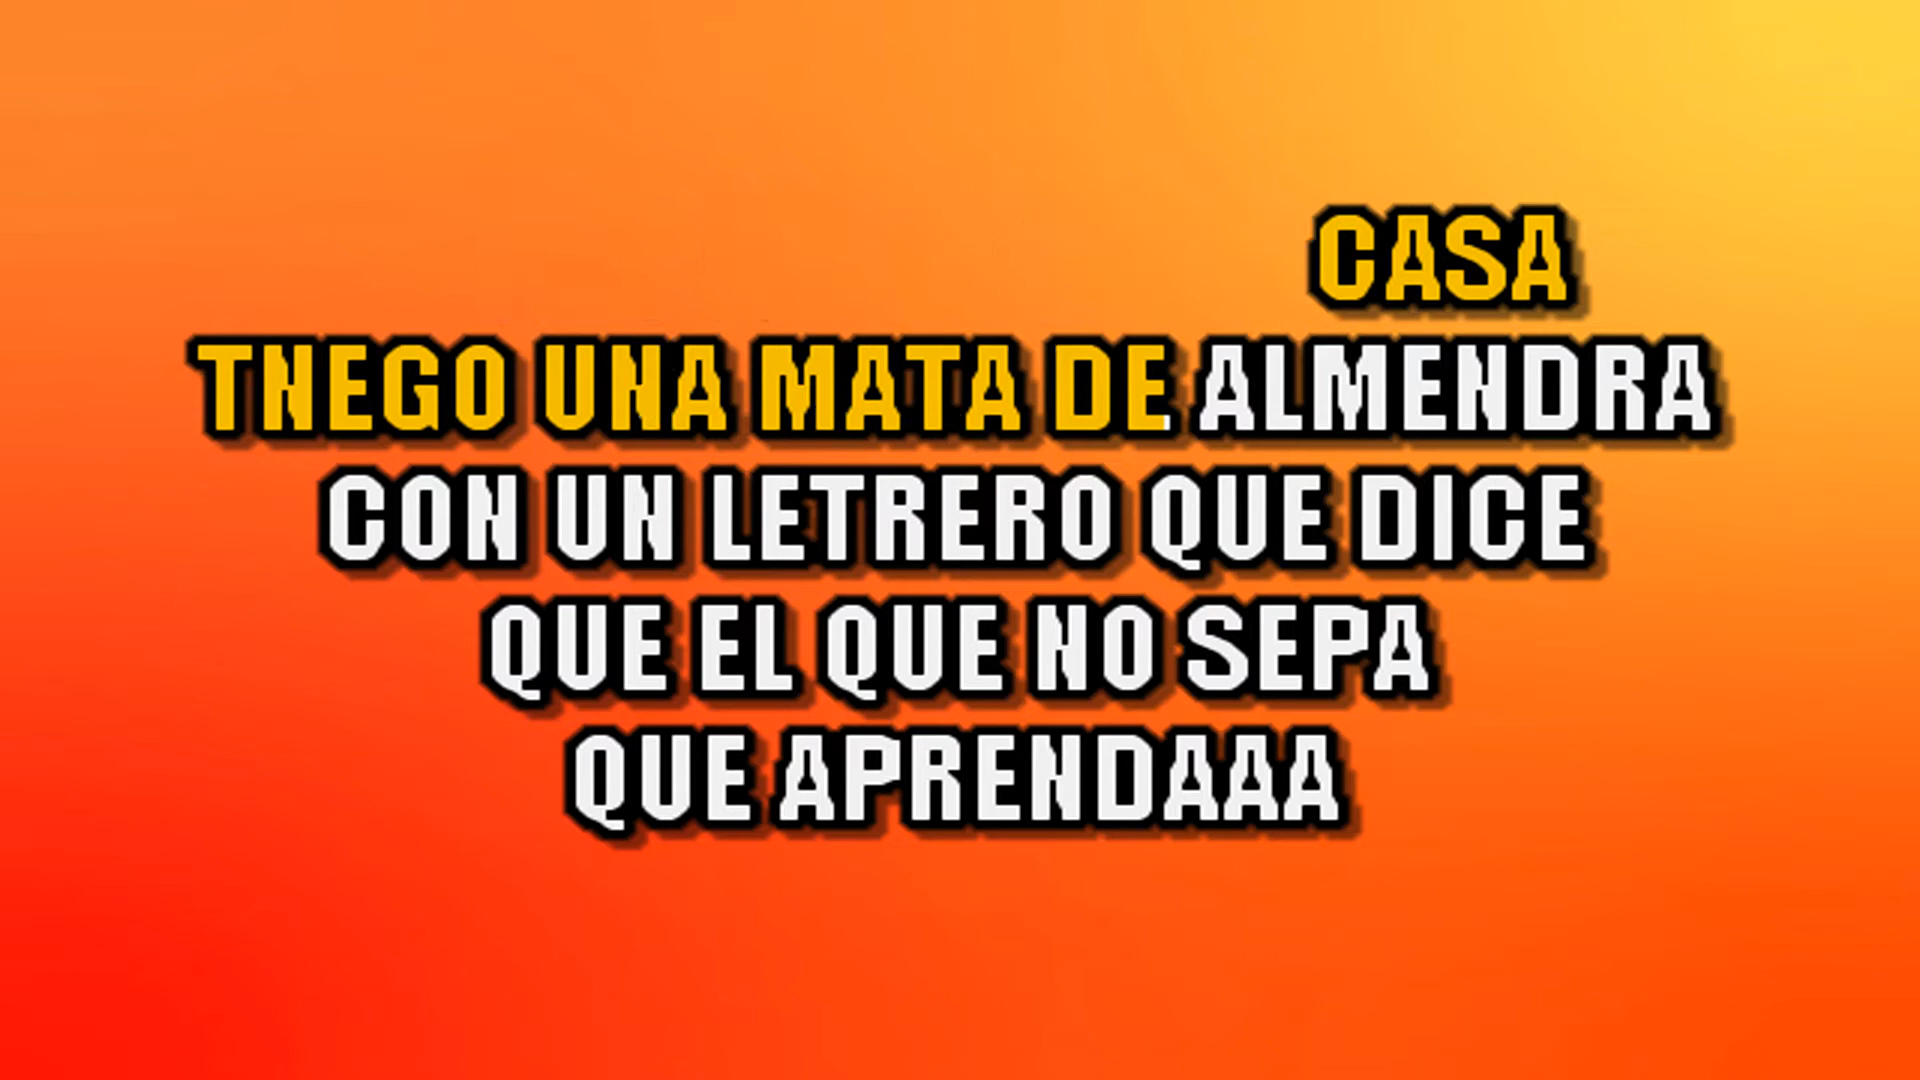 CASA
TNEGO UNA MATA DE ALMENDRA
CON UN LETRERO QUE DICE
QUE EL QUE NO SEPA
QUE APRENDAAA